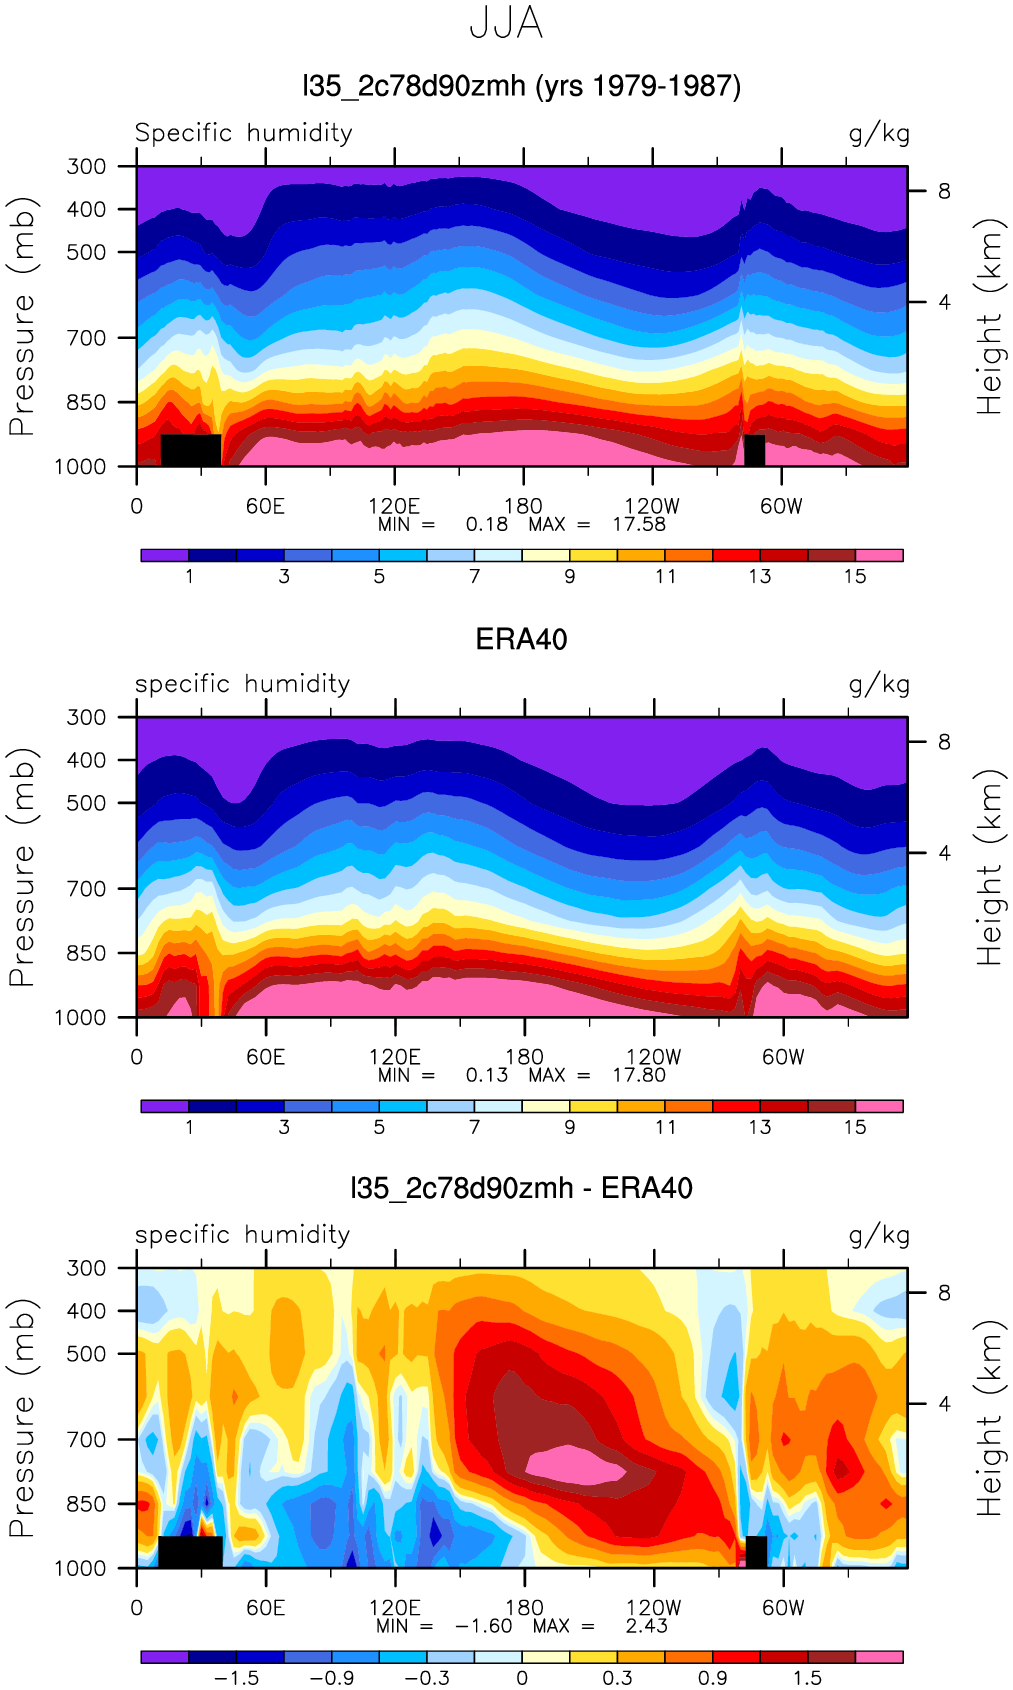 JJA
l35_2c78d90zmh (yrs 1979-1987)
Specific humidity g/kg
300
400
500
700
850
1000
Pressure (mb)
8
4
Height (km)
0 60E 120E 180 120W 60W
MIN = 0.18 MAX = 17.58
1 3 5 7 9 11 13 15
ERA40
specific humidity g/kg
300
400
500
700
850
1000
Pressure (mb)
8
4
Height (km)
0 60E 120E 180 120W 60W
MIN = 0.13 MAX = 17.80
1 3 5 7 9 11 13 15
l35_2c78d90zmh - ERA40
specific humidity g/kg
300
400
500
700
850
1000
Pressure (mb)
8
4
Height (km)
0 60E 120E 180 120W 60W
MIN = -1.60 MAX = 2.43
-1.5 -0.9 -0.3 0 0.3 0.9 1.5